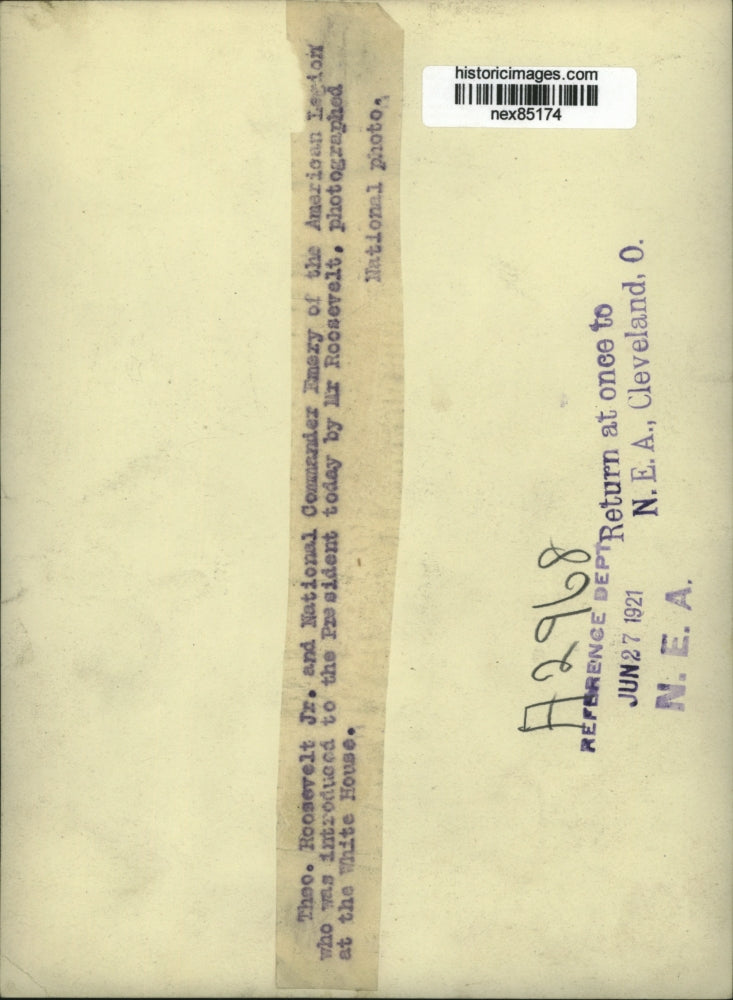 historicimages.com
nex85174
Theo. Roosevelt Jr. and National Commander Emery of the American Legion
who was introduced to the President today by Mr Roosevelt, photographed
at the White House.
National photo.
A2968
REFERENCE DEPT
JUN 27 1921
N. E. A.
Return at once to
N. E. A., Cleveland, O.